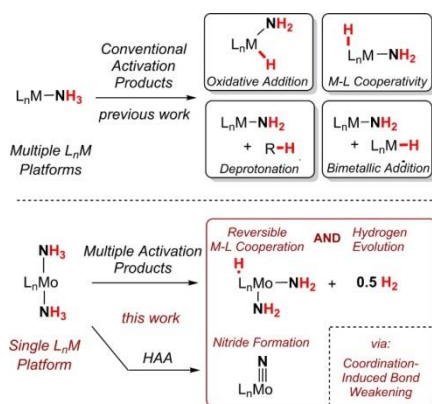 Conventional
Activation
Products
previous work
LnM—NH3
Multiple LnM
Platforms
NH2
LnM
H
Oxidative Addition
H
LnM—NH2
M-L Cooperativity
LnM—NH2
+ R—H
Deprotonation
LnM—NH2
+ LnM—H
Bimetallic Addition
NH3
LnMo
NH3
Single LnM
Platform
Multiple Activation
Products
this work
HAA
Reversible
M-L Cooperation
AND
Hydrogen
Evolution
H
LnMo—NH2
NH2
+ 0.5 H2
Nitride Formation
N
LnMo
via:
Coordination-
Induced Bond
Weakening